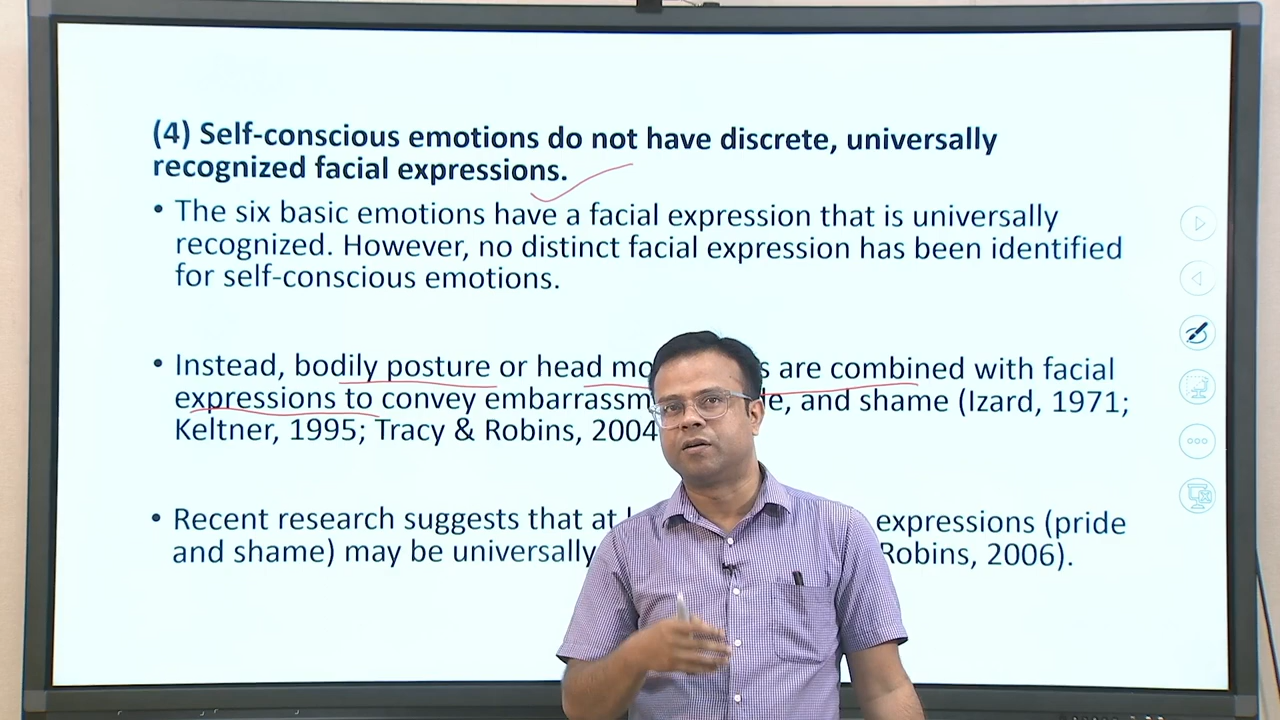 (4) Self-conscious emotions do not have discrete, universally
recognized facial expressions.
• The six basic emotions have a facial expression that is universally
recognized. However, no distinct facial expression has been identified
for self-conscious emotions.
• Instead, bodily posture or head are combined with facial
expressions to convey and shame (Izard, 1971;
Keltner, 1995; Tracy & Robins, 2004
• Recent research suggests that at expressions (pride
and shame) may be universally Robins, 2006).